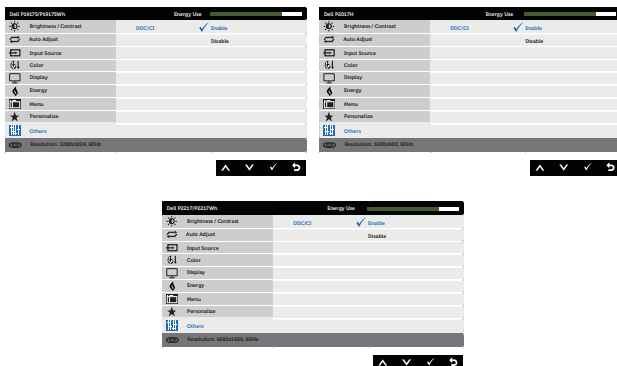 Dell P1917S/P1917SWh Energy Use
Brightness / Contrast DDC/CI Enable
Auto Adjust Disable
Input Source
Color
Display
Energy
Menu
Personalize
Others
Resolution: 1280x1024, 60Hz
Dell P2017H Energy Use
Brightness / Contrast DDC/CI Enable
Auto Adjust Disable
Input Source
Color
Display
Energy
Menu
Personalize
Others
Resolution: 1600x900, 60Hz
Dell P2217/P2217Wh Energy Use
Brightness / Contrast DDC/CI Enable
Auto Adjust Disable
Input Source
Color
Display
Energy
Menu
Personalize
Others
Resolution: 1680x1050, 60Hz